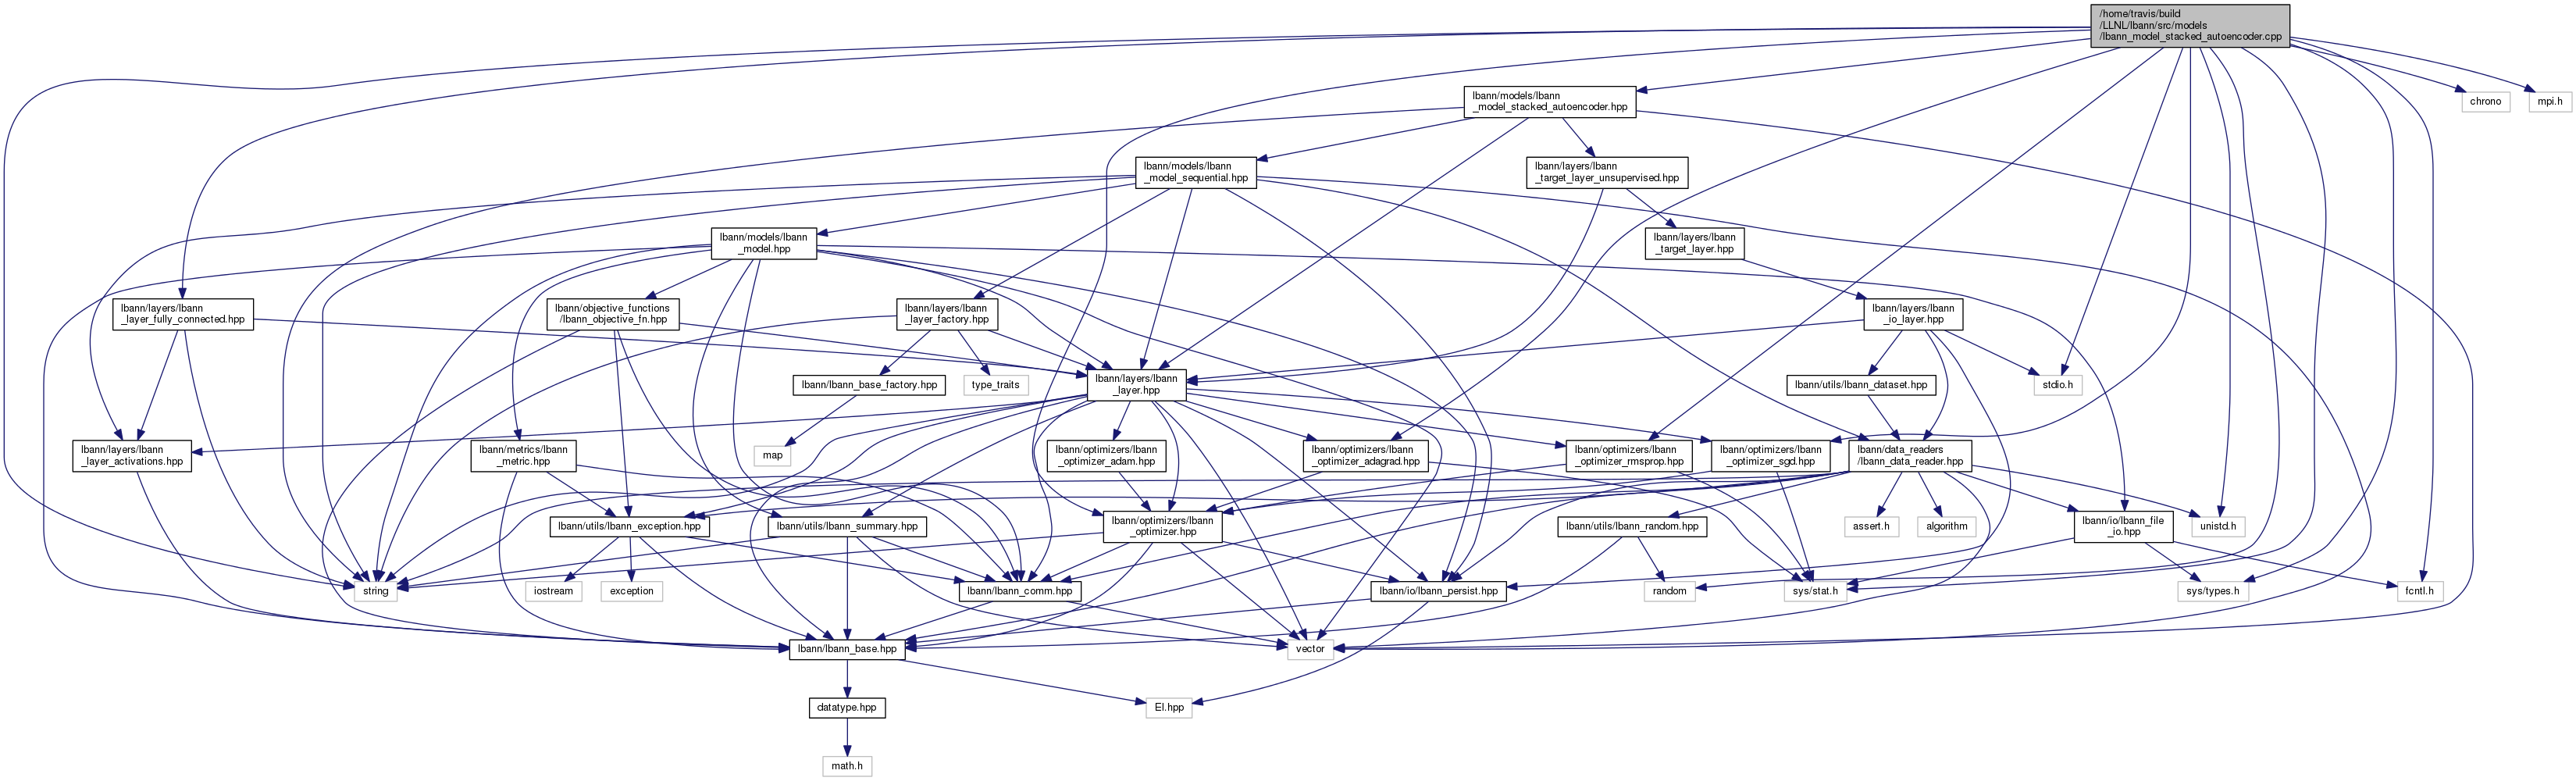 /home/travis/build
/LLNL/lbann/src/models
/lbann_model_stacked_autoencoder.cpp
lbann/models/lbann
_model_stacked_autoencoder.hpp
chrono
mpi.h
lbann/models/lbann
_model_sequential.hpp
lbann/layers/lbann
_target_layer_unsupervised.hpp
lbann/models/lbann
_model.hpp
lbann/layers/lbann
_target_layer.hpp
lbann/layers/lbann
_layer_fully_connected.hpp
lbann/objective_functions
/lbann_objective_fn.hpp
lbann/layers/lbann
_layer_factory.hpp
lbann/layers/lbann
_io_layer.hpp
lbann/lbann_base_factory.hpp
type_traits
lbann/layers/lbann
_layer.hpp
lbann/utils/lbann_dataset.hpp
stdio.h
lbann/layers/lbann
_layer_activations.hpp
lbann/metrics/lbann
_metric.hpp
map
lbann/optimizers/lbann
_optimizer_adam.hpp
lbann/optimizers/lbann
_optimizer_adagrad.hpp
lbann/optimizers/lbann
_optimizer_rmsprop.hpp
lbann/optimizers/lbann
_optimizer_sgd.hpp
lbann/data_readers
/lbann_data_reader.hpp
lbann/utils/lbann_exception.hpp
lbann/utils/lbann_summary.hpp
lbann/optimizers/lbann
_optimizer.hpp
lbann/utils/lbann_random.hpp
assert.h
algorithm
lbann/io/lbann_file
_io.hpp
unistd.h
string
iostream
exception
lbann/lbann_comm.hpp
lbann/io/lbann_persist.hpp
random
sys/stat.h
sys/types.h
fcntl.h
lbann/lbann_base.hpp
vector
datatype.hpp
El.hpp
math.h